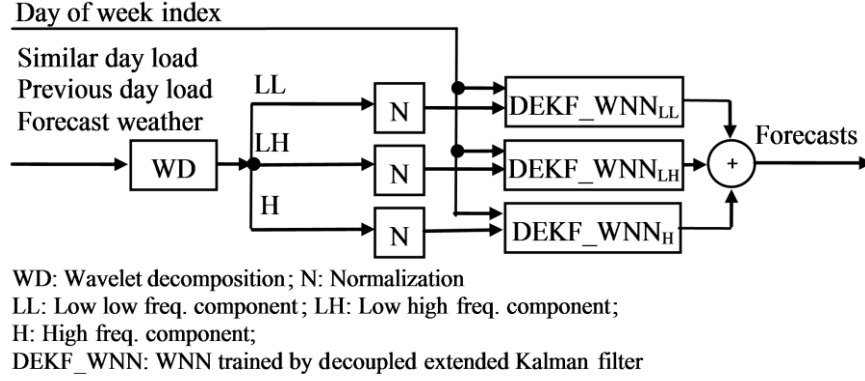 Day of week index
Similar day load
Previous day load
Forecast weather
WD
LL
LH
H
N
N
N
DEKF_WNNLL
DEKF_WNNLH
DEKF_WNNH
+
Forecasts
WD: Wavelet decomposition; N: Normalization
LL: Low low freq. component; LH: Low high freq. component;
H: High freq. component;
DEKF_WNN: WNN trained by decoupled extended Kalman filter